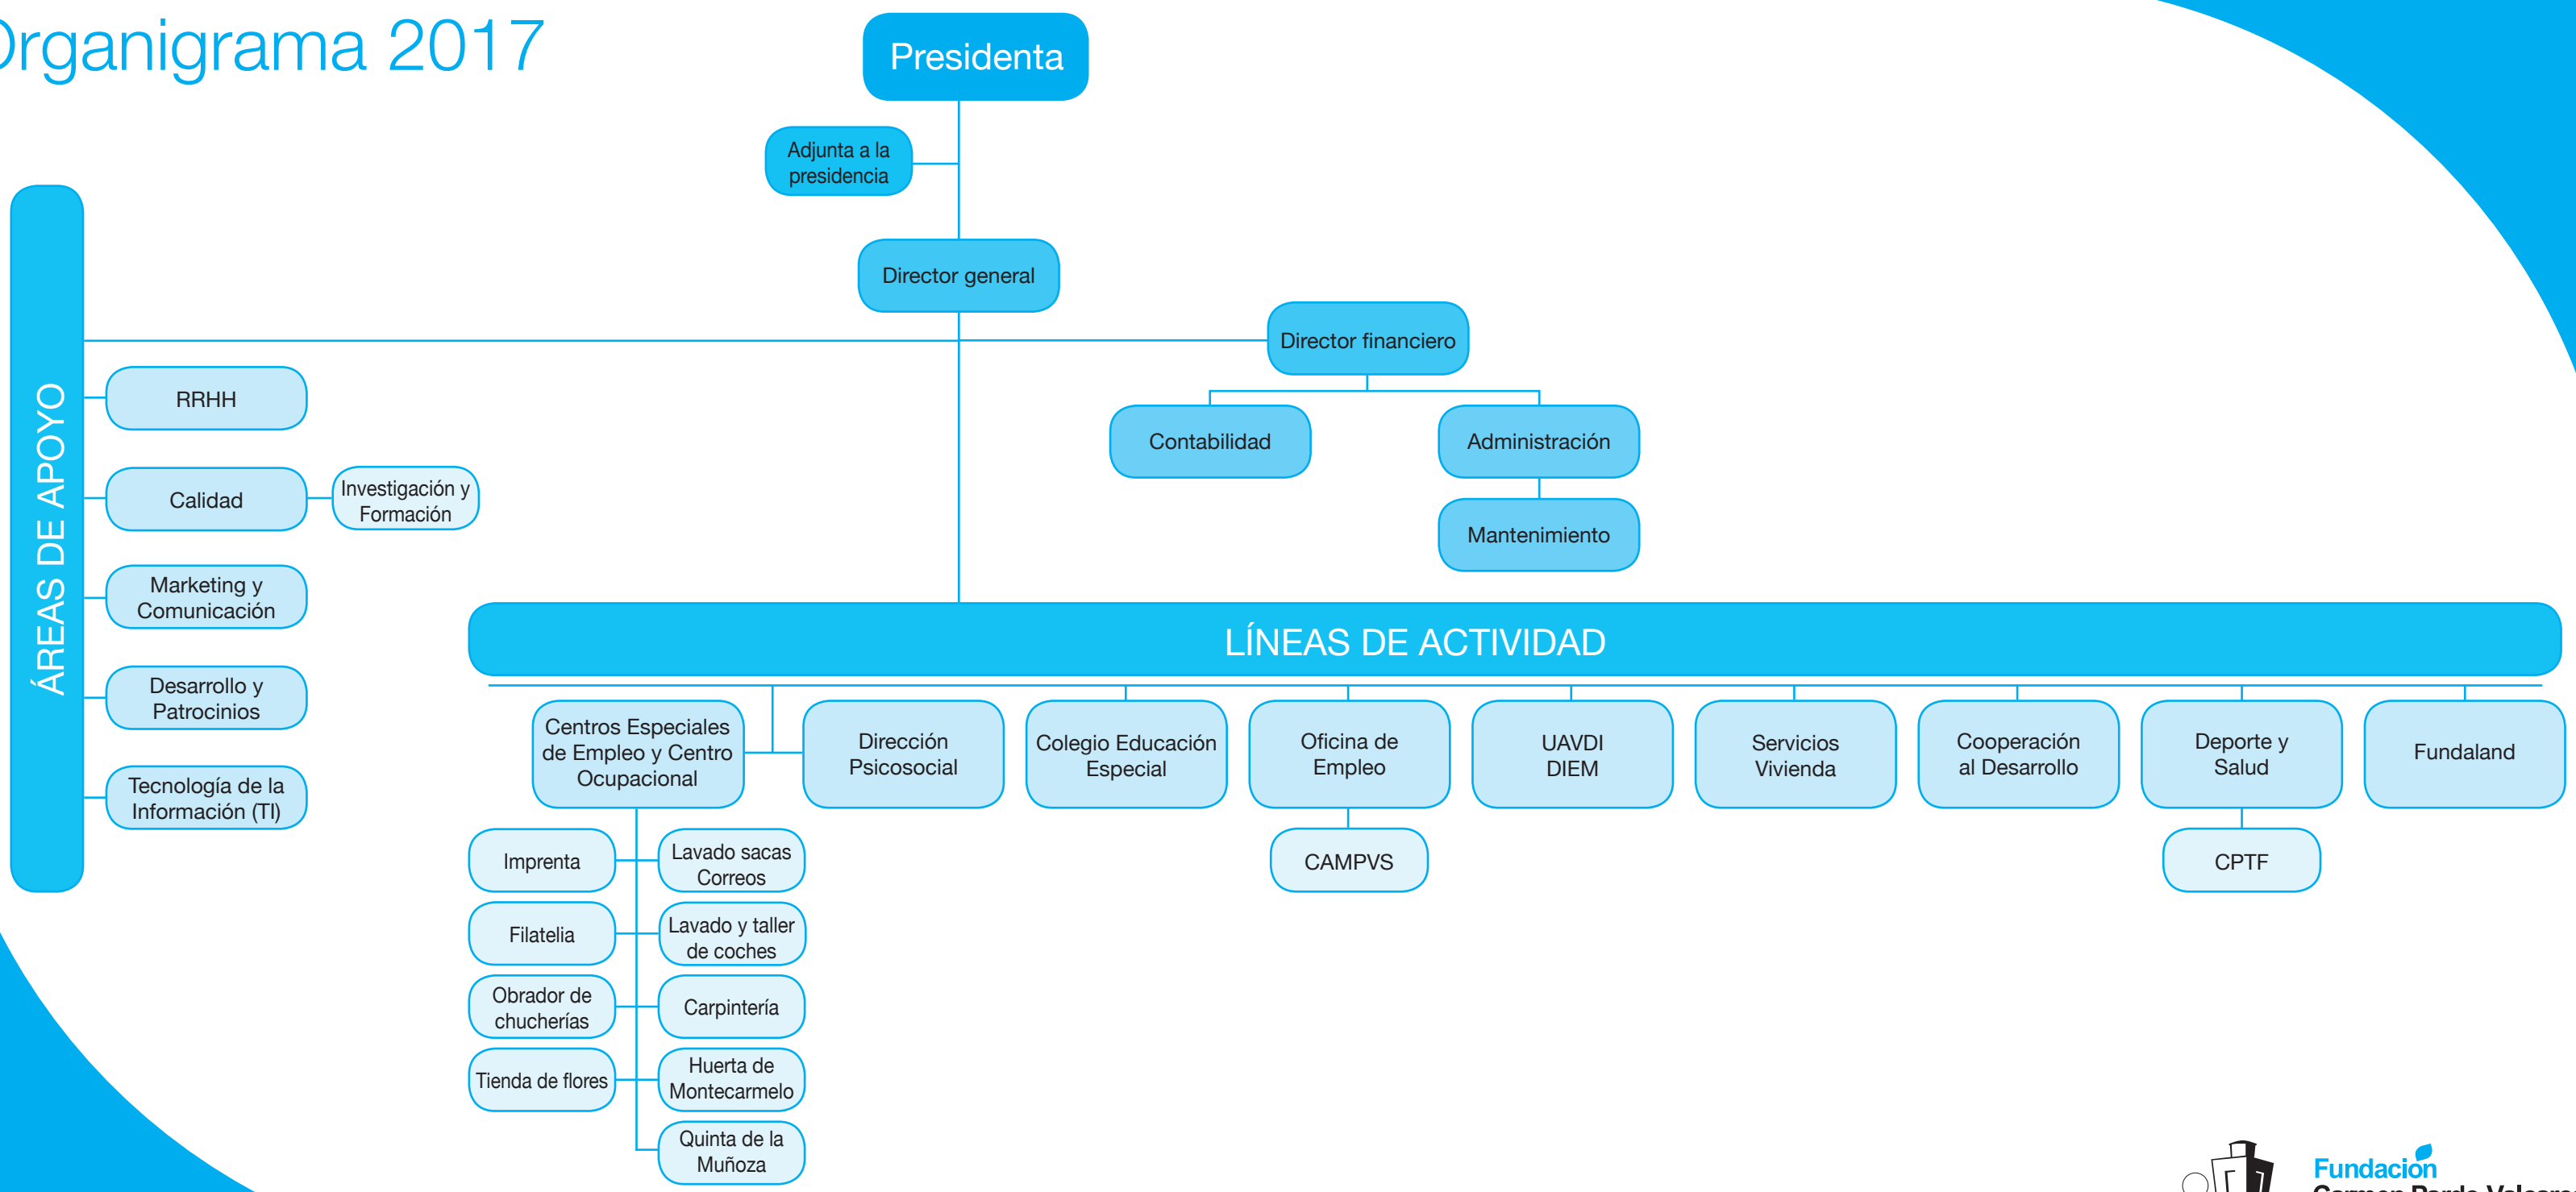 Organigrama 2017
Presidenta
Adjunta a la
presidencia
Director general
Director financiero
Contabilidad
Administración
Mantenimiento
ÁREAS DE APOYO
RRHH
Calidad
Investigación y
Formación
Marketing y
Comunicación
Desarrollo y
Patrocinios
Tecnología de la
Información (TI)
LÍNEAS DE ACTIVIDAD
Centros Especiales
de Empleo y Centro
Ocupacional
Dirección
Psicosocial
Colegio Educación
Especial
Oficina de
Empleo
UAVDI
DIEM
Servicios
Vivienda
Cooperación
al Desarrollo
Deporte y
Salud
Fundaland
Imprenta
Lavado sacas
Correos
CAMPVS
CPTF
Filatelia
Lavado y taller
de coches
Obrador de
chucherías
Carpintería
Tienda de flores
Huerta de
Montecarmelo
Quinta de la
Muñoza
Fundación